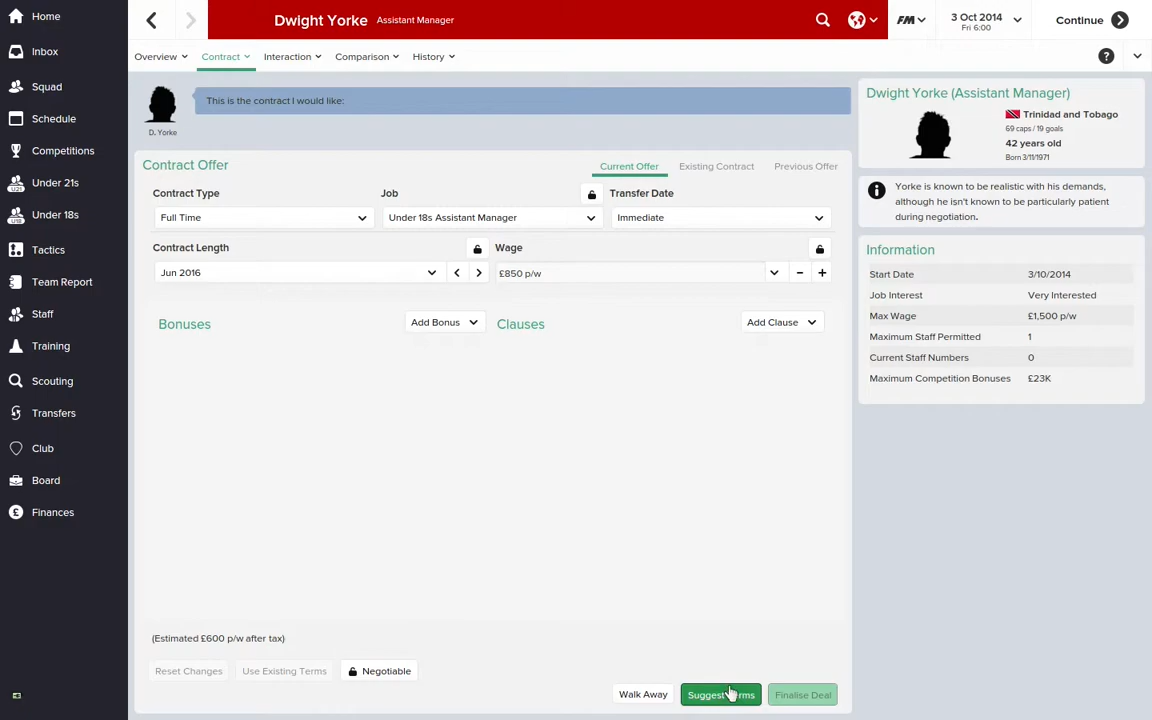 Home
Inbox
Squad
Schedule
Competitions
U21
Under 21s
U18
Under 18s
Tactics
Team Report
Staff
Training
Scouting
Transfers
Club
Board
£ Finances
Dwight Yorke Assistant Manager
FM
3 Oct 2014
Fri 6:00
Continue
Overview Contract Interaction Comparison History
?
D. Yorke
This is the contract I would like:
Contract Offer
Current Offer Existing Contract Previous Offer
Contract Type Job Transfer Date
Full Time Under 18s Assistant Manager Immediate
Contract Length Wage
Jun 2016 < > £850 p/w - +
Bonuses Add Bonus Clauses Add Clause
(Estimated £600 p/w after tax)
Reset Changes Use Existing Terms Negotiable
Walk Away Suggest Terms Finalise Deal
Dwight Yorke (Assistant Manager)
Trinidad and Tobago
69 caps / 19 goals
42 years old
Born 3/11/1971
Yorke is known to be realistic with his demands,
although he isn't known to be particularly patient
during negotiation.
Information
Start Date 3/10/2014
Job Interest Very Interested
Max Wage £1,500 p/w
Maximum Staff Permitted 1
Current Staff Numbers 0
Maximum Competition Bonuses £23K